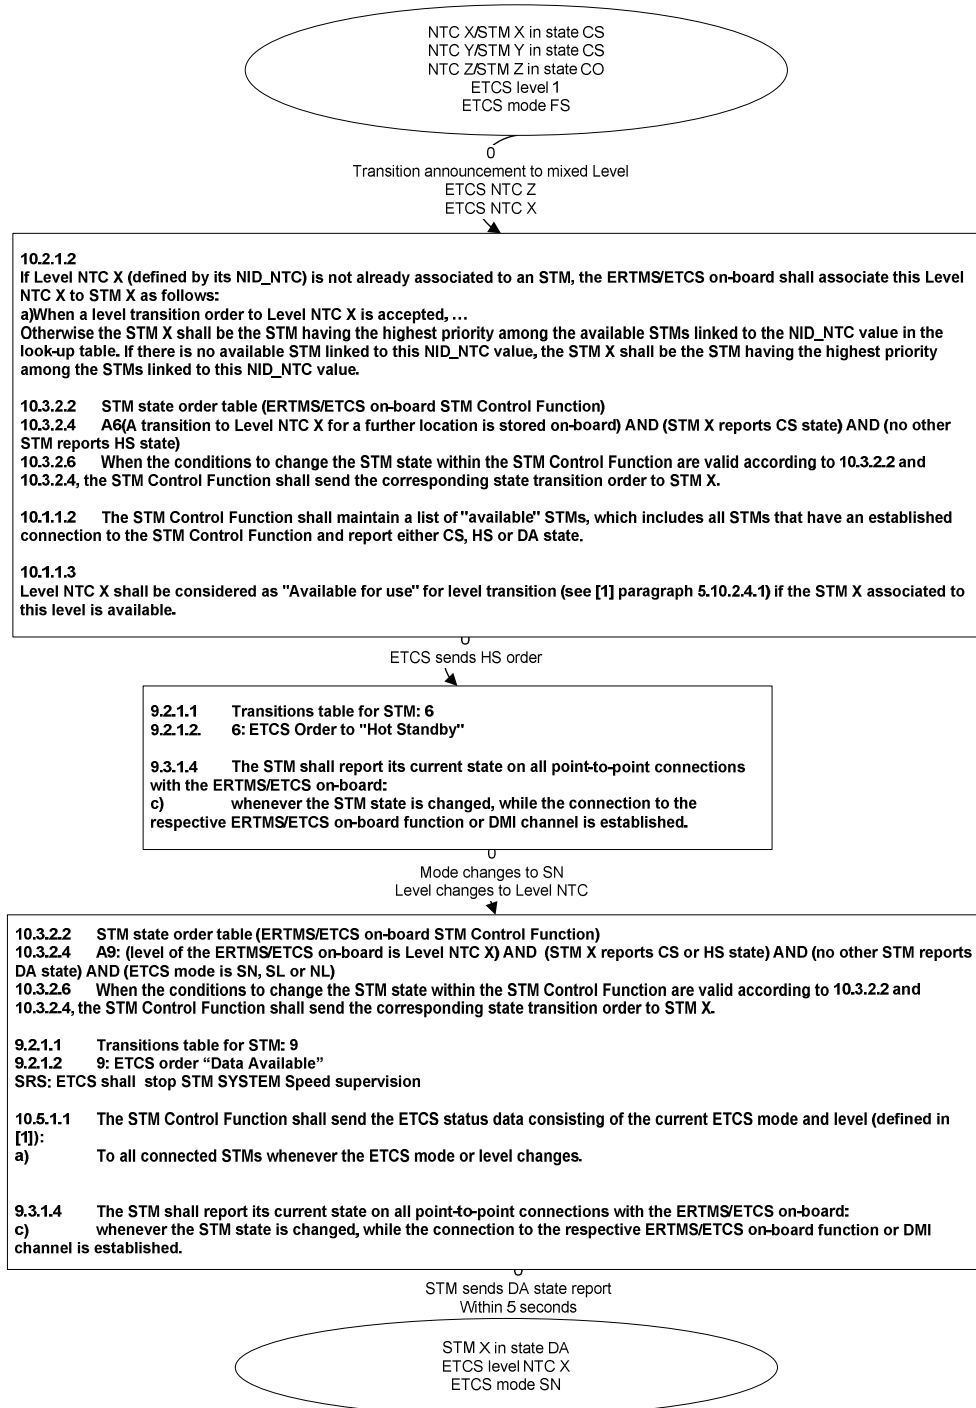 NTC X/STM X in state CS
NTC Y/STM Y in state CS
NTC Z/STM Z in state CO
ETCS level 1
ETCS mode FS
0
Transition announcement to mixed Level
ETCS NTC Z
ETCS NTC X
10.2.1.2
If Level NTC X (defined by its NID_NTC) is not already associated to an STM, the ERTMS/ETCS on-board shall associate this Level
NTC X to STM X as follows:
a)When a level transition order to Level NTC X is accepted, …
Otherwise the STM X shall be the STM having the highest priority among the available STMs linked to the NID_NTC value in the
look-up table. If there is no available STM linked to this NID_NTC value, the STM X shall be the STM having the highest priority
among the STMs linked to this NID_NTC value.
10.3.2.2 STM state order table (ERTMS/ETCS on-board STM Control Function)
10.3.2.4 A6(A transition to Level NTC X for a further location is stored on-board) AND (STM X reports CS state) AND (no other
STM reports HS state)
10.3.2.6 When the conditions to change the STM state within the STM Control Function are valid according to 10.3.2.2 and
10.3.2.4, the STM Control Function shall send the corresponding state transition order to STM X.
10.1.1.2 The STM Control Function shall maintain a list of "available" STMs, which includes all STMs that have an established
connection to the STM Control Function and report either CS, HS or DA state.
10.1.1.3
Level NTC X shall be considered as "Available for use" for level transition (see [1] paragraph 5.10.2.4.1) if the STM X associated to
this level is available.
0
ETCS sends HS order
9.2.1.1 Transitions table for STM: 6
9.2.1.2. 6: ETCS Order to "Hot Standby"
9.3.1.4 The STM shall report its current state on all point-to-point connections
with the ERTMS/ETCS on-board:
c) whenever the STM state is changed, while the connection to the
respective ERTMS/ETCS on-board function or DMI channel is established.
0
Mode changes to SN
Level changes to Level NTC
10.3.2.2 STM state order table (ERTMS/ETCS on-board STM Control Function)
10.3.2.4 A9: (level of the ERTMS/ETCS on-board is Level NTC X) AND (STM X reports CS or HS state) AND (no other STM reports
DA state) AND (ETCS mode is SN, SL or NL)
10.3.2.6 When the conditions to change the STM state within the STM Control Function are valid according to 10.3.2.2 and
10.3.2.4, the STM Control Function shall send the corresponding state transition order to STM X.
9.2.1.1 Transitions table for STM: 9
9.2.1.2 9: ETCS order “Data Available”
SRS: ETCS shall stop STM SYSTEM Speed supervision
10.5.1.1 The STM Control Function shall send the ETCS status data consisting of the current ETCS mode and level (defined in
[1]):
a) To all connected STMs whenever the ETCS mode or level changes.
9.3.1.4 The STM shall report its current state on all point-to-point connections with the ERTMS/ETCS on-board:
c) whenever the STM state is changed, while the connection to the respective ERTMS/ETCS on-board function or DMI
channel is established.
0
STM sends DA state report
Within 5 seconds
STM X in state DA
ETCS level NTC X
ETCS mode SN